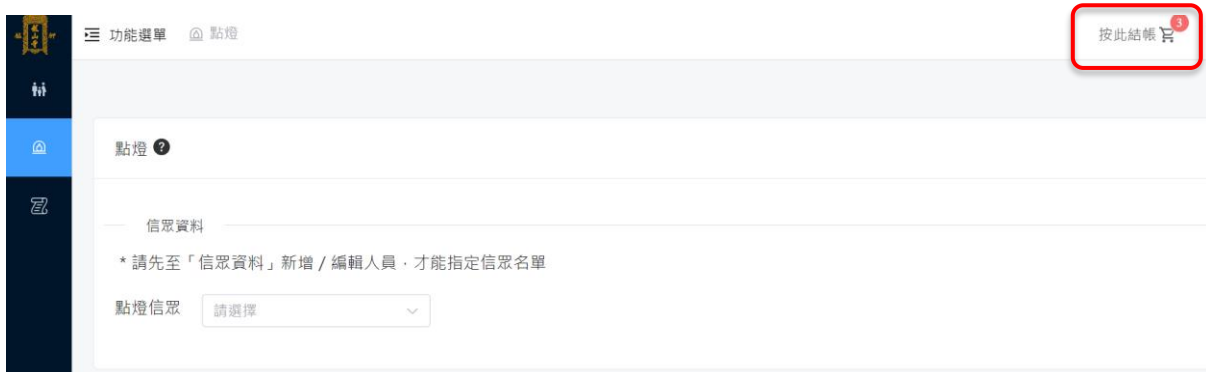 功能選單 點燈
按此結帳 3
點燈 ?
信眾資料
* 請先至「信眾資料」新增 / 編輯人員，才能指定信眾名單
點燈信眾 請選擇